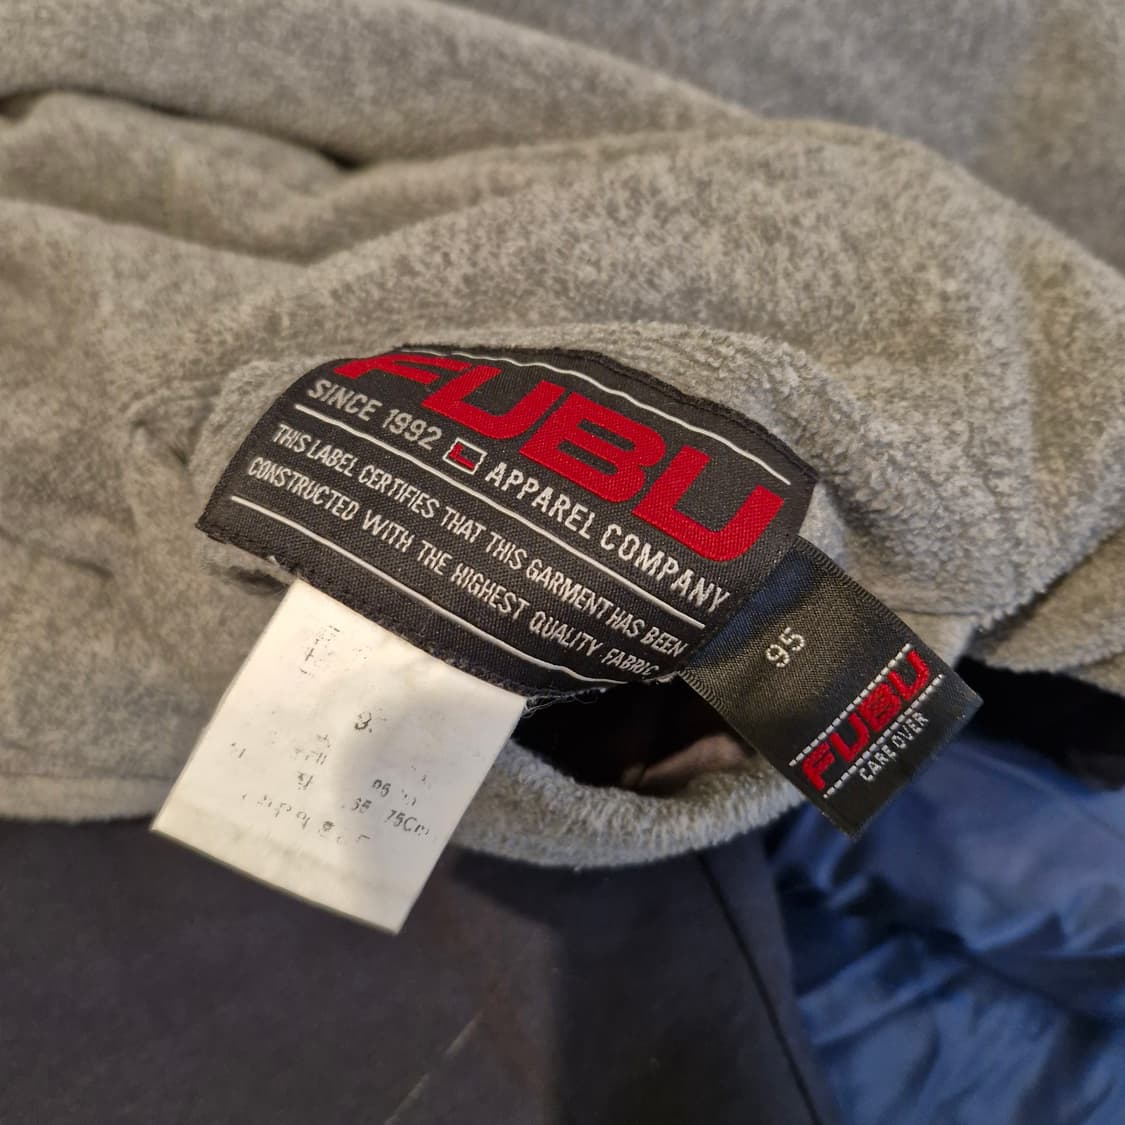 FUBU
SINCE 1992 APPAREL COMPANY
THIS LABEL CERTIFIES THAT THIS GARMENT HAS BEEN
CONSTRUCTED WITH THE HIGHEST QUALITY FABRIC
95
FUBU
CARE OVER
75Cm